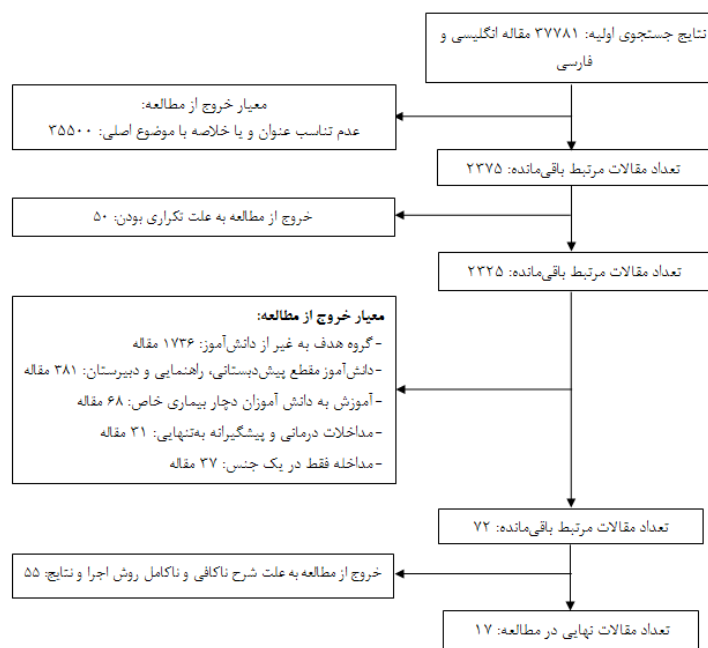 نتایج جستجوی اولیه: ۳۷۷۸۱ مقاله انگلیسی و
فارسی
معیار خروج از مطالعه:
عدم تناسب عنوان و یا خلاصه با موضوع اصلی: ۳۵۵۰۰
تعداد مقالات مرتبط باقی‌مانده: ۲۳۷۵
خروج از مطالعه به علت تکراری بودن: ۵۰
تعداد مقالات مرتبط باقی‌مانده: ۲۳۲۵
معیار خروج از مطالعه:
- گروه هدف به غیر از دانش‌آموز: ۱۷۳۶ مقاله
-دانش‌آموز مقطع پیش‌دبستانی، راهنمایی و دبیرستان: ۳۸۱ مقاله
- آموزش به دانش آموزان دچار بیماری خاص: ۶۸ مقاله
- مداخلات درمانی و پیشگیرانه به‌تنهایی: ۳۱ مقاله
- مداخله فقط در یک جنس: ۳۷ مقاله
تعداد مقالات مرتبط باقی‌مانده: ۷۲
خروج از مطالعه به علت شرح ناکافی و ناکامل روش اجرا و نتایج: ۵۵
تعداد مقالات نهایی در مطالعه: ۱۷